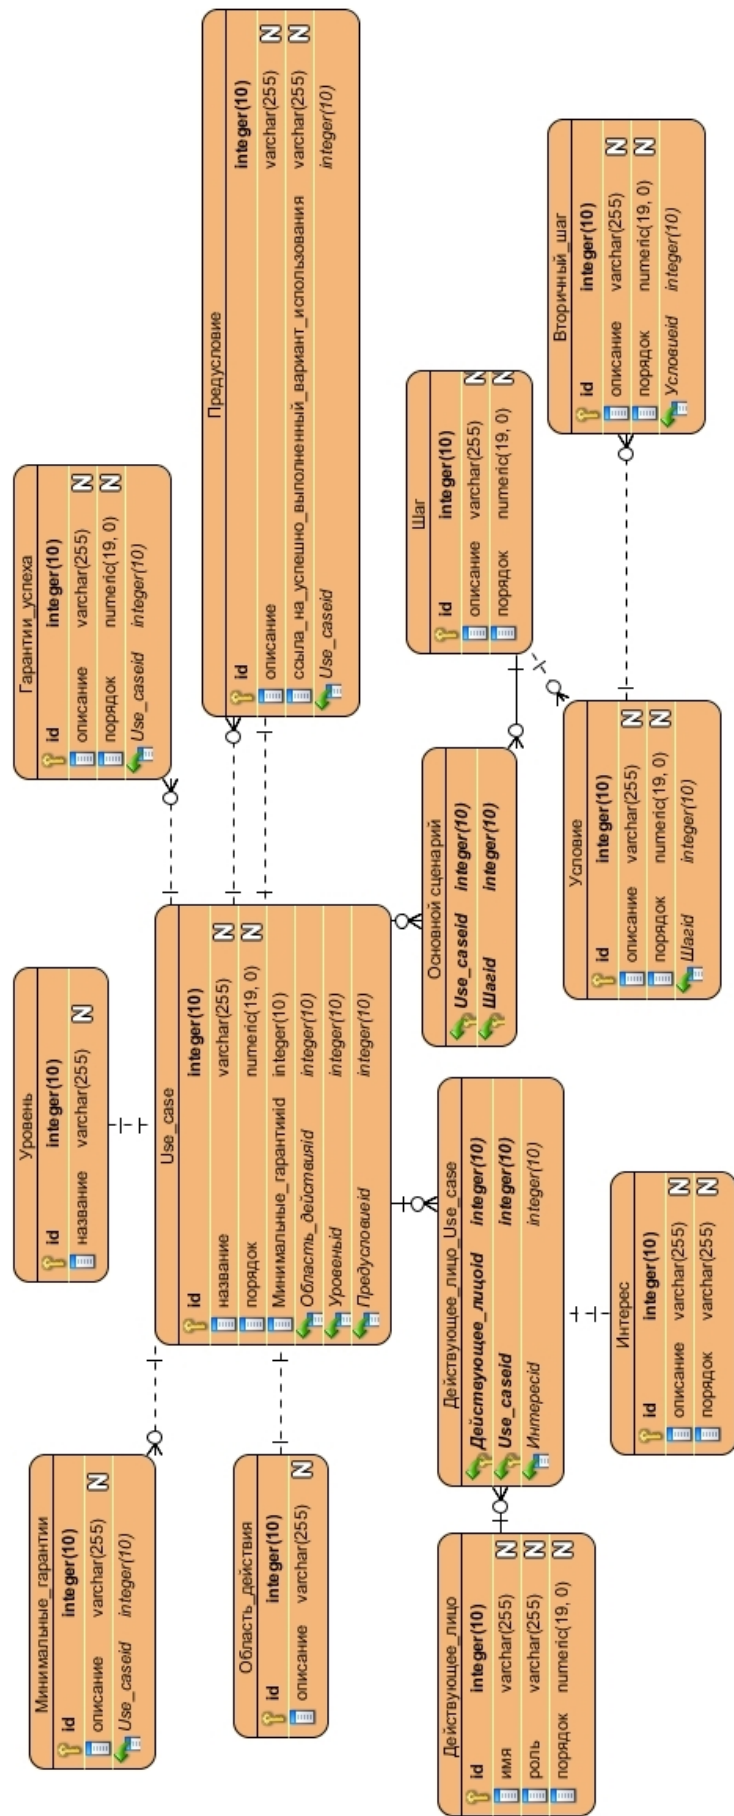 Минимальные_гарантии
id integer(10)
описание varchar(255) N
Use_caseid integer(10)
Область_действия
id integer(10)
описание varchar(255) N
Действующее_лицо
id integer(10)
имя varchar(255) N
роль varchar(255) N
порядок numeric(19, 0) N
Уровень
id integer(10)
название varchar(255) N
Use_case
id integer(10)
название varchar(255) N
порядок numeric(19, 0) N
Минимальные_гарантииid integer(10)
Область_действияid integer(10)
Уровеньid integer(10)
Предусловиеid integer(10)
Действующее_лицо_Use_case
Действующее_лицоid integer(10)
Use_caseid integer(10)
Интересid integer(10)
Интерес
id integer(10)
описание varchar(255) N
порядок varchar(255) N
Гарантии_успеха
id integer(10)
описание varchar(255) N
порядок numeric(19, 0) N
Use_caseid integer(10)
Предусловие
id integer(10)
описание varchar(255) N
ссыла_на_успешно_выполненный_вариант_использования varchar(255) N
Use_caseid integer(10)
Основной сценарий
Use_caseid integer(10)
Шагid integer(10)
Шаг
id integer(10)
описание varchar(255) N
порядок numeric(19, 0) N
Условие
id integer(10)
описание varchar(255) N
порядок numeric(19, 0) N
Шагid integer(10)
Вторичный_шаг
id integer(10)
описание varchar(255) N
порядок numeric(19, 0) N
Условиеid integer(10)